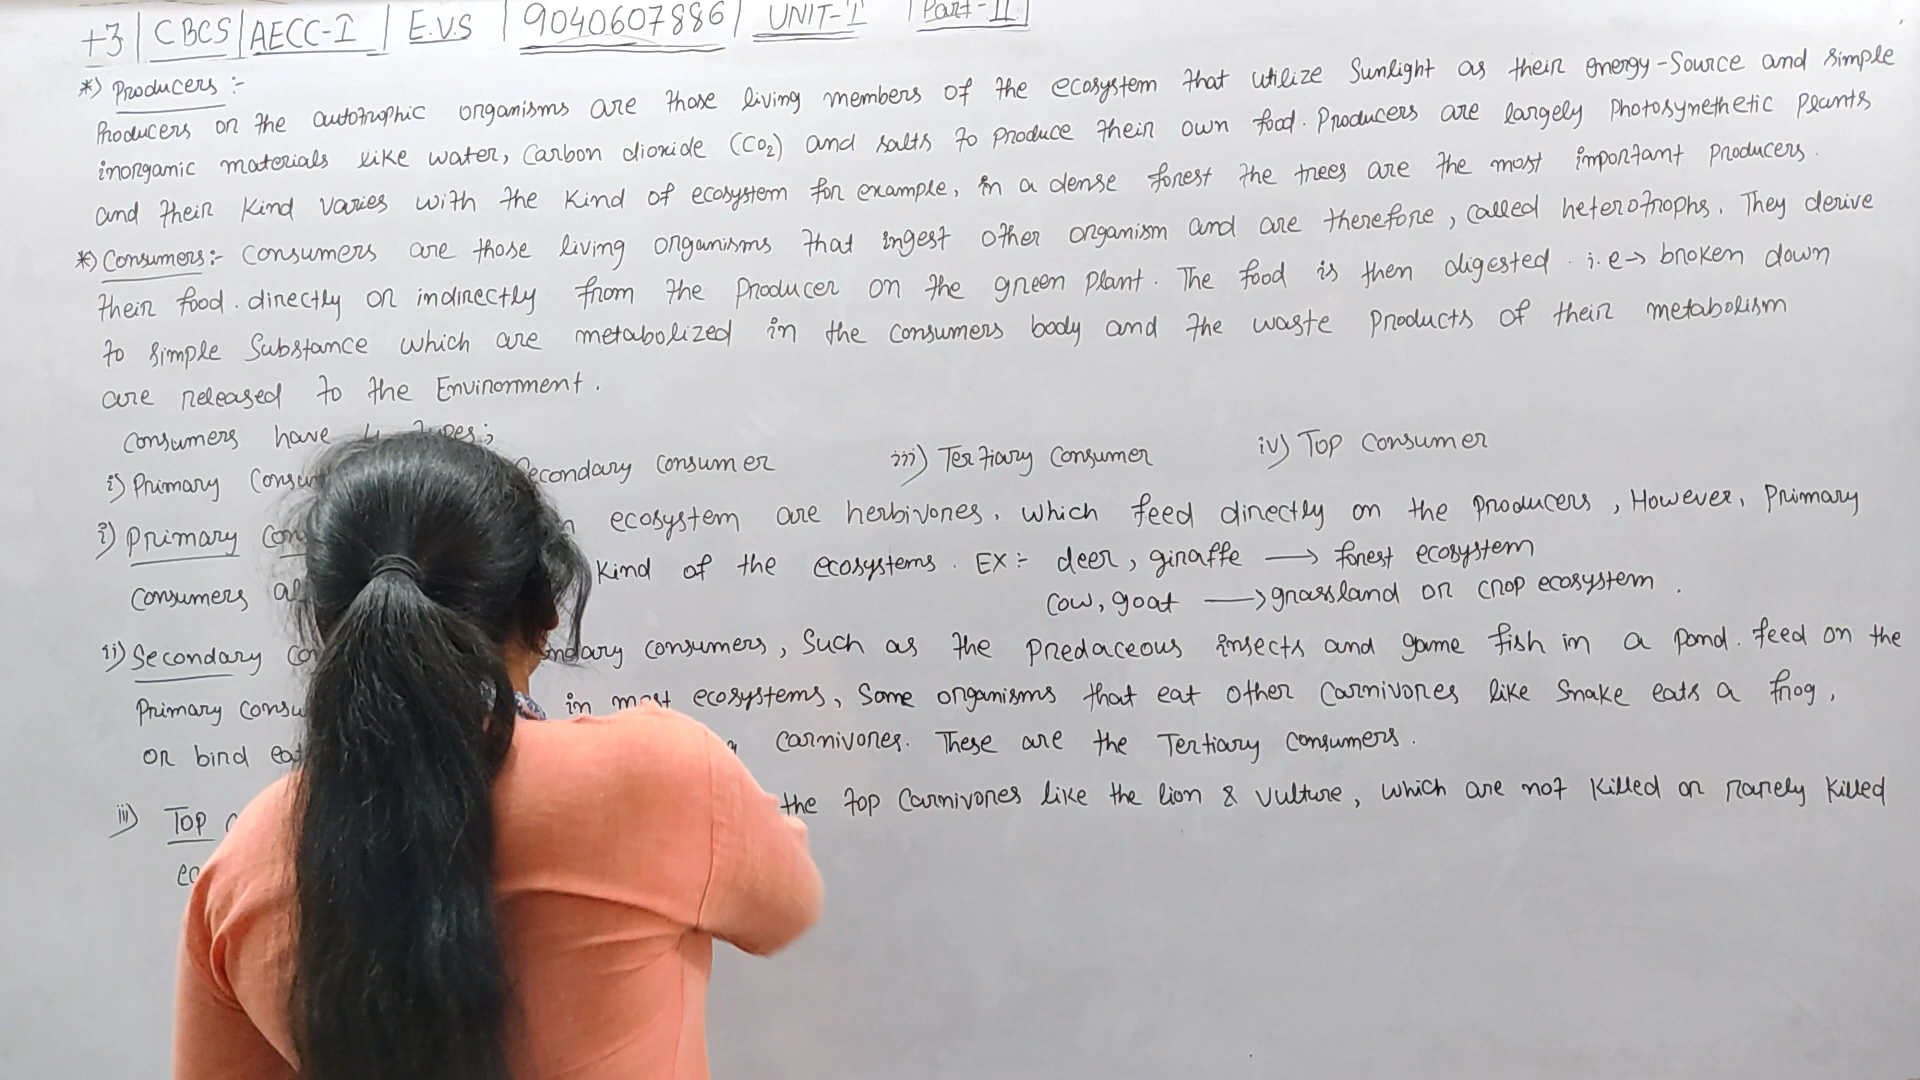 +3 | CBCS | AECC-I | E.V.S | 9040607886 | UNIT-I | Part-II |
*) Producers :-
Producers or the autotrophic organisms are those living members of the ecosystem that utilize Sunlight as their energy-Source and simple
inorganic materials like water, Carbon dioxide (CO2) and salts to produce their own food. Producers are largely photosynethetic plants
and their kind varies with the kind of ecosystem for example, in a dense forest the trees are the most important producers.
*) Consumers:- Consumers are those living organisms that ingest other organism and are therefore, called heterotrophs. They derive
their food. directly or indirectly from the Producer or the green plant. The food is then digested. i.e→ broken down
to simple Substance which are metabolized in the consumers body and the waste products of their metabolism
are released to the Environment.
Consumers have 4 types;
i) Primary Secondary Consumer iii) Tertiary Consumer iv) Top Consumer
i) Primary ecosystem are herbivores, which feed directly on the producers, However, Primary
consumers kind of the ecosystems. EX:- deer, giraffe → forest ecosystem
Cow, goat → grassland or crop ecosystem.
ii) Secondary consumers, Such as the predaceous insects and game fish in a pond. feed on the
Primary in most ecosystems, Some organisms that eat other carnivores like Snake eats a frog,
or bird carnivores. These are the Tertiary consumers.
iii) Top the top Carnivores like the lion & vulture, which are not killed or rarely killed